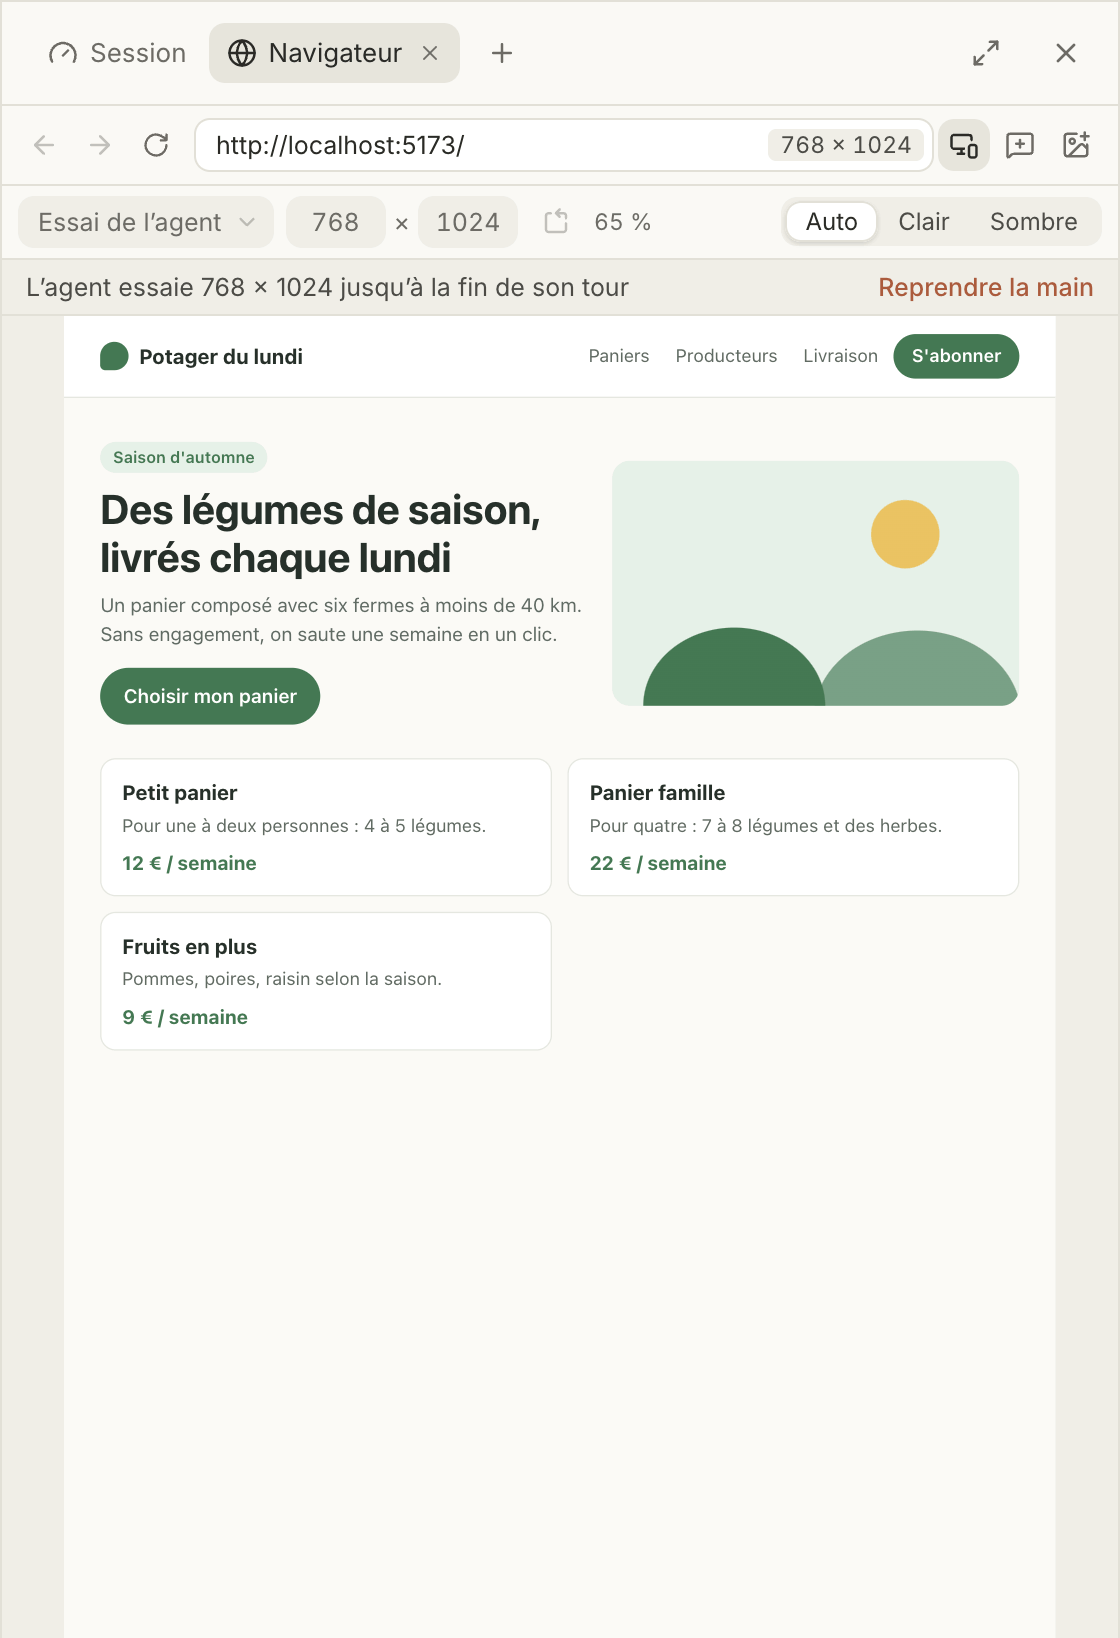 Session
Navigateur
http://localhost:5173/
768 × 1024
Essai de l’agent
768 × 1024
65 %
Auto
Clair
Sombre
L’agent essaie 768 × 1024 jusqu’à la fin de son tour
Reprendre la main
Potager du lundi
Paniers
Producteurs
Livraison
S'abonner
Saison d'automne
Des légumes de saison,
livrés chaque lundi
Un panier composé avec six fermes à moins de 40 km.
Sans engagement, on saute une semaine en un clic.
Choisir mon panier
Petit panier
Pour une à deux personnes : 4 à 5 légumes.
12 € / semaine
Panier famille
Pour quatre : 7 à 8 légumes et des herbes.
22 € / semaine
Fruits en plus
Pommes, poires, raisin selon la saison.
9 € / semaine